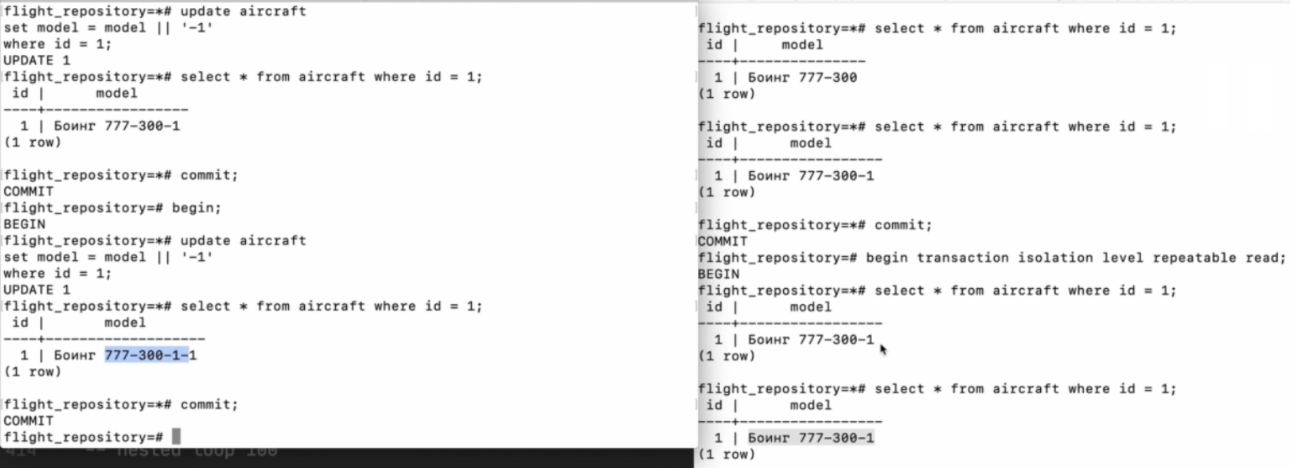 flight_repository=*# update aircraft
set model = model || '-1'
where id = 1;
UPDATE 1
flight_repository=*# select * from aircraft where id = 1;
 id |      model
----+-----------------
  1 | Боинг 777-300-1
(1 row)
flight_repository=*# commit;
COMMIT
flight_repository=# begin;
BEGIN
flight_repository=*# update aircraft
set model = model || '-1'
where id = 1;
UPDATE 1
flight_repository=*# select * from aircraft where id = 1;
 id |       model
----+-------------------
  1 | Боинг 777-300-1-1
(1 row)
flight_repository=*# commit;
COMMIT
flight_repository=#
414 -- nested loop 100
flight_repository=*# select * from aircraft where id = 1;
 id |     model
----+---------------
  1 | Боинг 777-300
(1 row)
flight_repository=*# select * from aircraft where id = 1;
 id |      model
----+-----------------
  1 | Боинг 777-300-1
(1 row)
flight_repository=*# commit;
COMMIT
flight_repository=# begin transaction isolation level repeatable read;
BEGIN
flight_repository=*# select * from aircraft where id = 1;
 id |      model
----+-----------------
  1 | Боинг 777-300-1
(1 row)
flight_repository=*# select * from aircraft where id = 1;
 id |      model
----+-----------------
  1 | Боинг 777-300-1
(1 row)